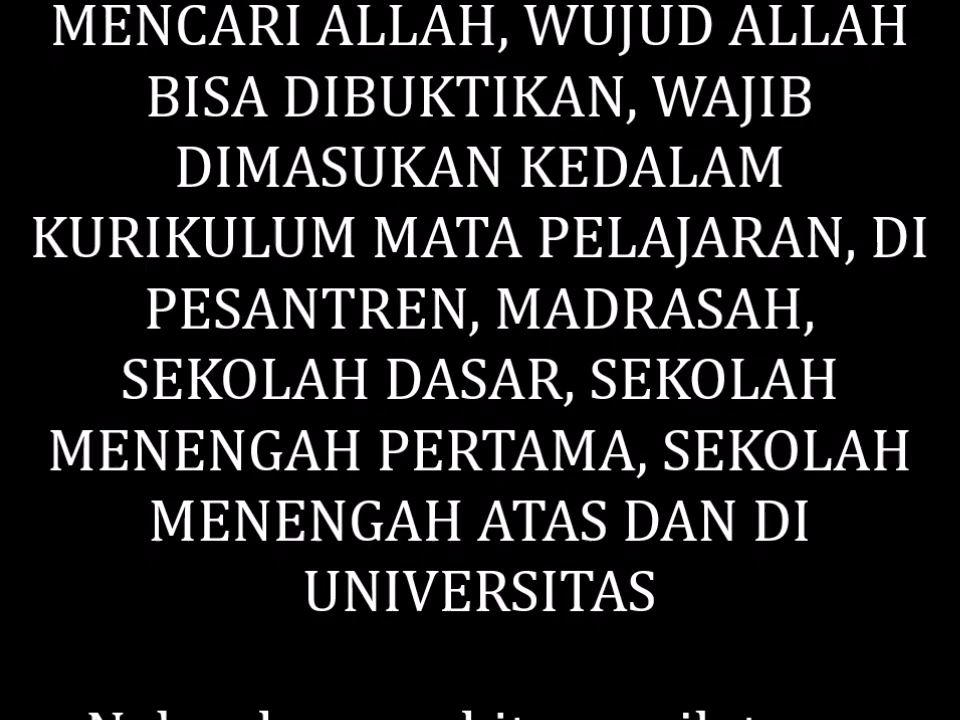 MENCARI ALLAH, WUJUD ALLAH
BISA DIBUKTIKAN, WAJIB
DIMASUKAN KEDALAM
KURIKULUM MATA PELAJARAN, DI
PESANTREN, MADRASAH,
SEKOLAH DASAR, SEKOLAH
MENENGAH PERTAMA, SEKOLAH
MENENGAH ATAS DAN DI
UNIVERSITAS